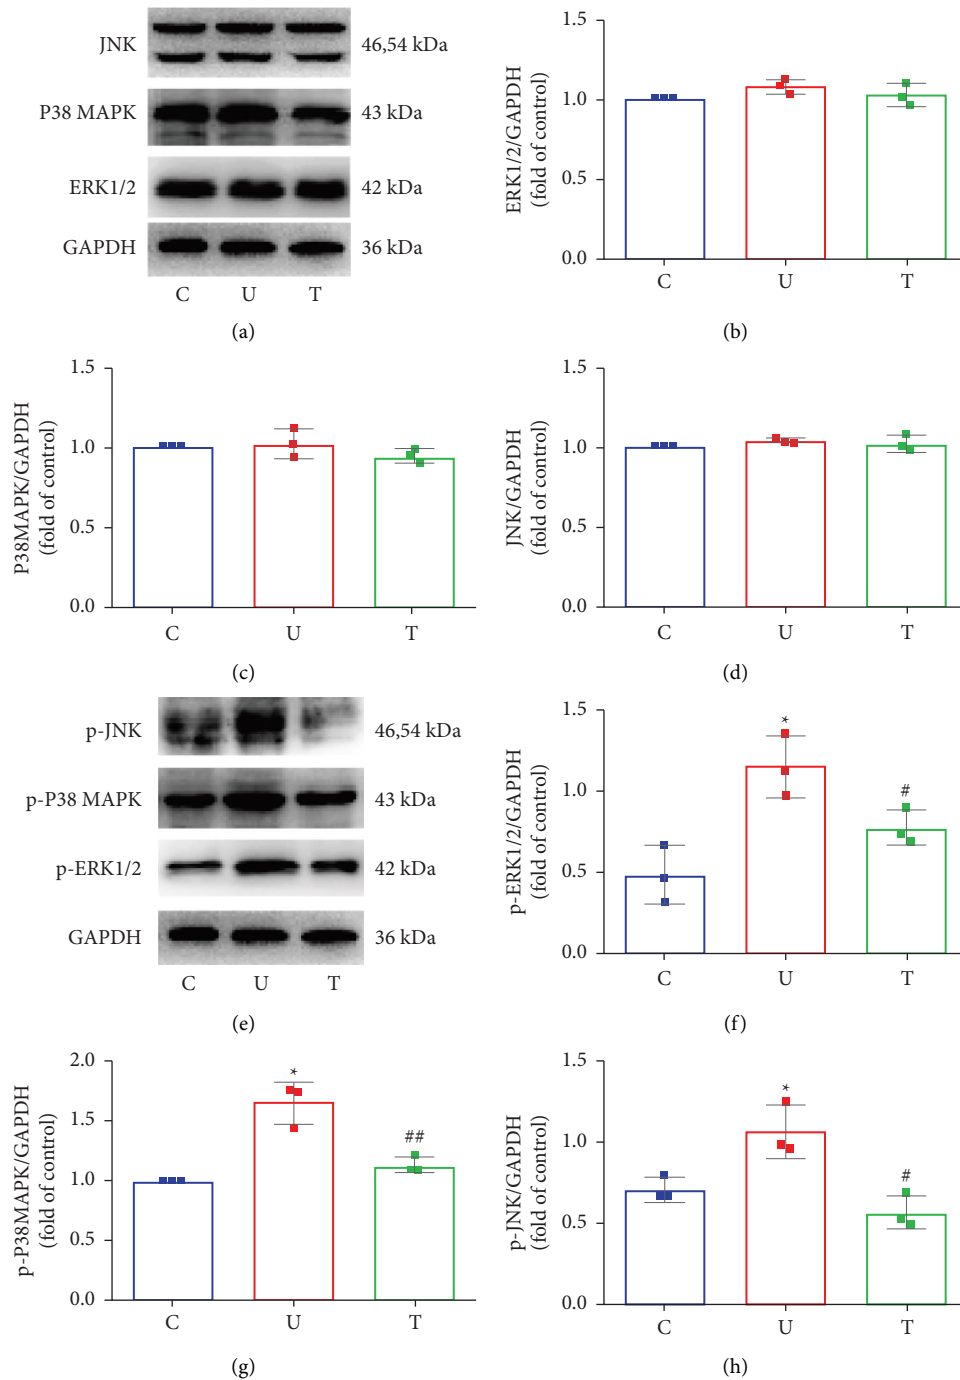 JNK
46,54 kDa
P38 MAPK
43 kDa
ERK1/2
42 kDa
GAPDH
36 kDa
C U T
(a)
ERK1/2/GAPDH
(fold of control)
1.5
1.0
0.5
0.0
C U T
(b)
P38MAPK/GAPDH
(fold of control)
1.5
1.0
0.5
0.0
C U T
(c)
JNK/GAPDH
(fold of control)
1.5
1.0
0.5
0.0
C U T
(d)
p-JNK
46,54 kDa
p-P38 MAPK
43 kDa
p-ERK1/2
42 kDa
GAPDH
36 kDa
C U T
(e)
p-ERK1/2/GAPDH
(fold of control)
1.5
1.0
0.5
0.0
*
#
C U T
(f)
p-P38MAPK/GAPDH
(fold of control)
2.0
1.5
1.0
0.5
0.0
*
##
C U T
(g)
p-JNK/GAPDH
(fold of control)
1.5
1.0
0.5
0.0
*
#
C U T
(h)